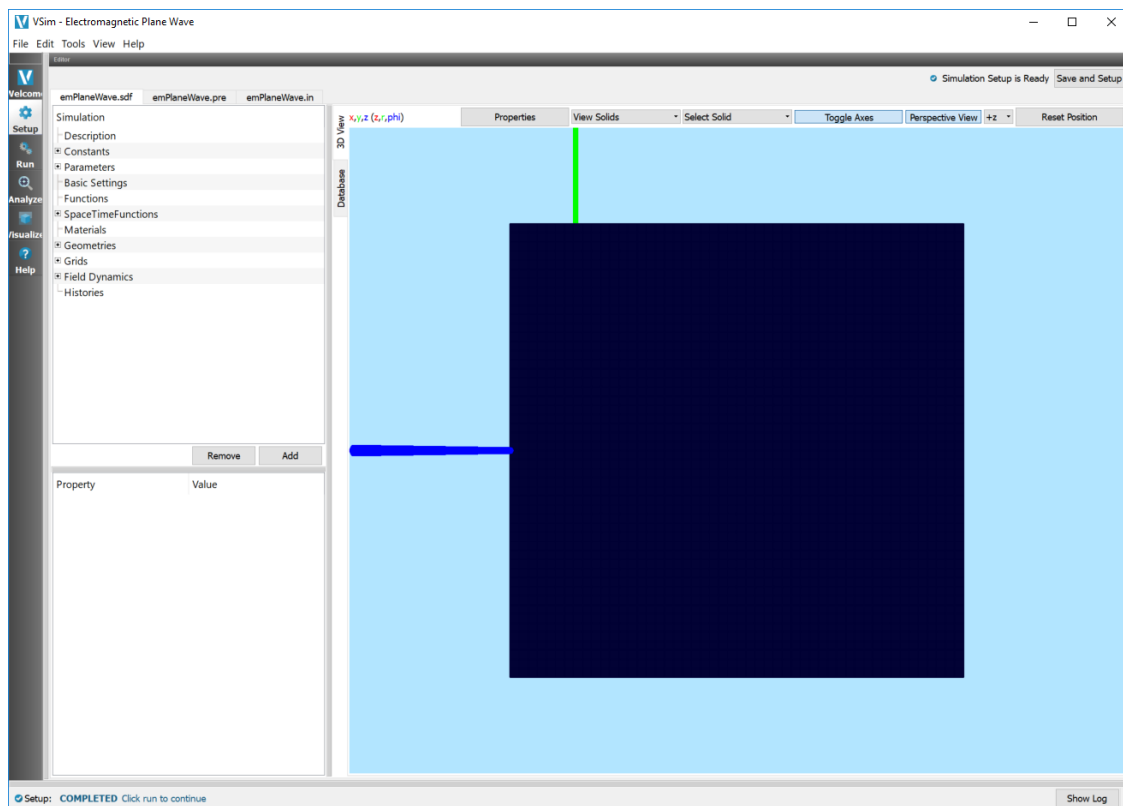 VSim - Electromagnetic Plane Wave
File Edit Tools View Help
Editor
Simulation Setup is Ready Save and Setup
Welcom
Setup
Run
Analyze
Visualize
Help
emPlaneWave.sdf emPlaneWave.pre emPlaneWave.in
Simulation
Description
Constants
Parameters
Basic Settings
Functions
SpaceTimeFunctions
Materials
Geometries
Grids
Field Dynamics
Histories
Remove Add
Property Value
3D View
Database
x,y,z (z,r,phi) Properties View Solids Select Solid Toggle Axes Perspective View +z Reset Position
Setup: COMPLETED Click run to continue Show Log